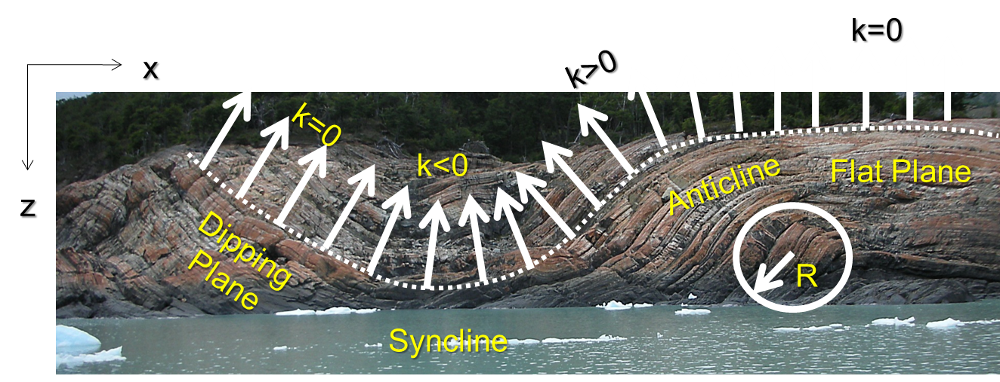 k=0
x
k>0
k=0
k<0
z
Anticline
Flat Plane
Dipping
Plane
R
Syncline